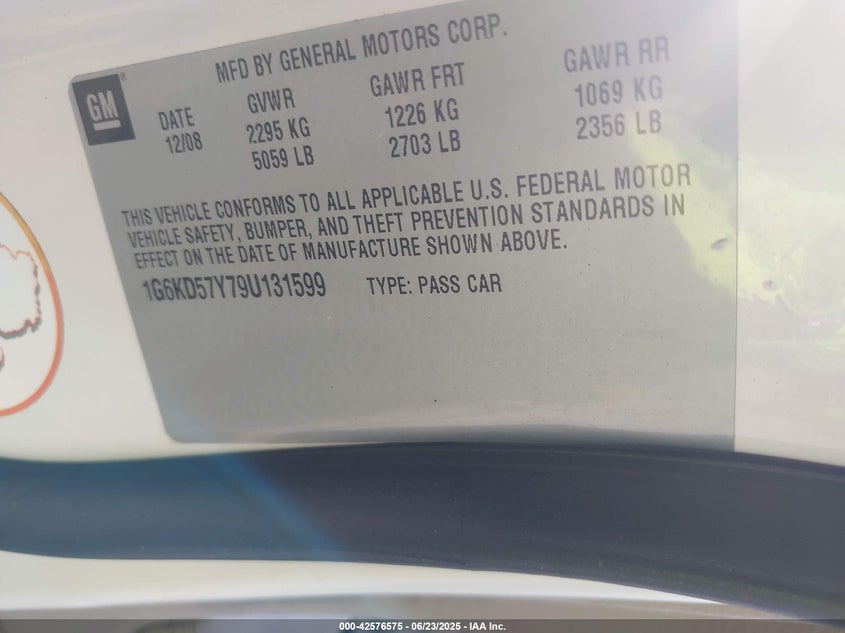 MFD BY GENERAL MOTORS CORP.
GM®
DATE GVWR GAWR FRT GAWR RR
12/08 2295 KG 1226 KG 1069 KG
5059 LB 2703 LB 2356 LB
THIS VEHICLE CONFORMS TO ALL APPLICABLE U.S. FEDERAL MOTOR
VEHICLE SAFETY, BUMPER, AND THEFT PREVENTION STANDARDS IN
EFFECT ON THE DATE OF MANUFACTURE SHOWN ABOVE.
1G6KD57Y79U131599 TYPE: PASS CAR
000-42576575 - 06/23/2025 - IAA Inc.